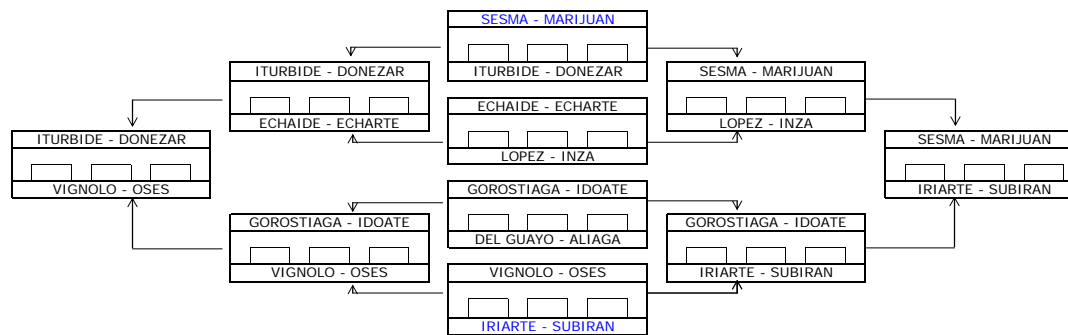 SESMA - MARIJUAN
ITURBIDE - DONEZAR
ITURBIDE - DONEZAR
SESMA - MARIJUAN
ECHAIDE - ECHARTE
ECHAIDE - ECHARTE
LOPEZ - INZA
LOPEZ - INZA
ITURBIDE - DONEZAR
SESMA - MARIJUAN
VIGNOLO - OSES
GOROSTIAGA - IDOATE
IRIARTE - SUBIRAN
GOROSTIAGA - IDOATE
GOROSTIAGA - IDOATE
DEL GUAYO - ALIAGA
VIGNOLO - OSES
VIGNOLO - OSES
IRIARTE - SUBIRAN
IRIARTE - SUBIRAN